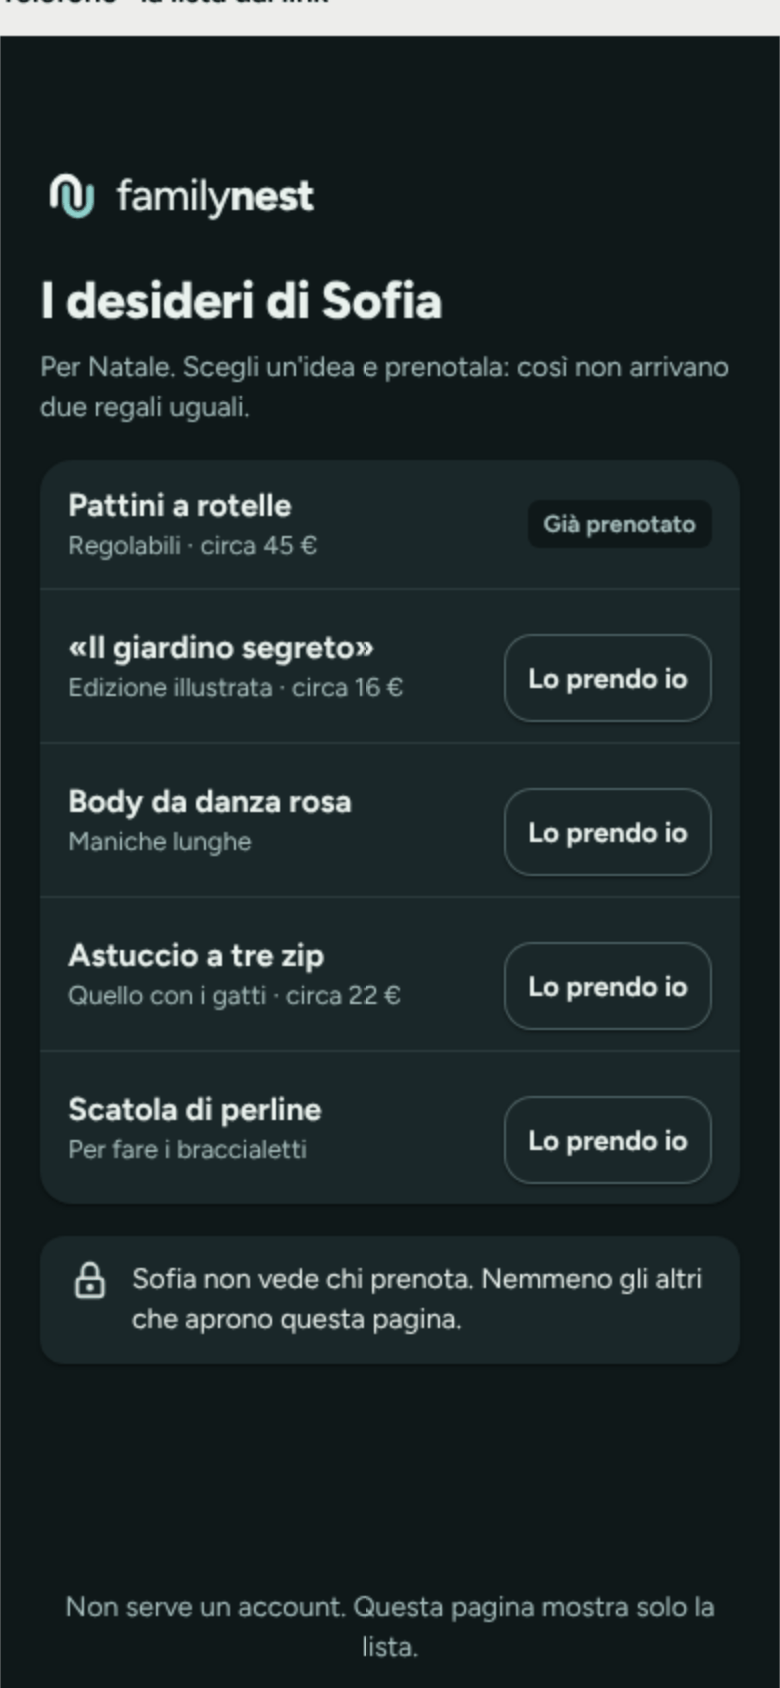 familynest
I desideri di Sofia
Per Natale. Scegli un'idea e prenotala: così non arrivano
due regali uguali.
Pattini a rotelle
Regolabili · circa 45 €
Già prenotato
«Il giardino segreto»
Edizione illustrata · circa 16 €
Lo prendo io
Body da danza rosa
Maniche lunghe
Lo prendo io
Astuccio a tre zip
Quello con i gatti · circa 22 €
Lo prendo io
Scatola di perline
Per fare i braccialetti
Lo prendo io
Sofia non vede chi prenota. Nemmeno gli altri
che aprono questa pagina.
Non serve un account. Questa pagina mostra solo la
lista.